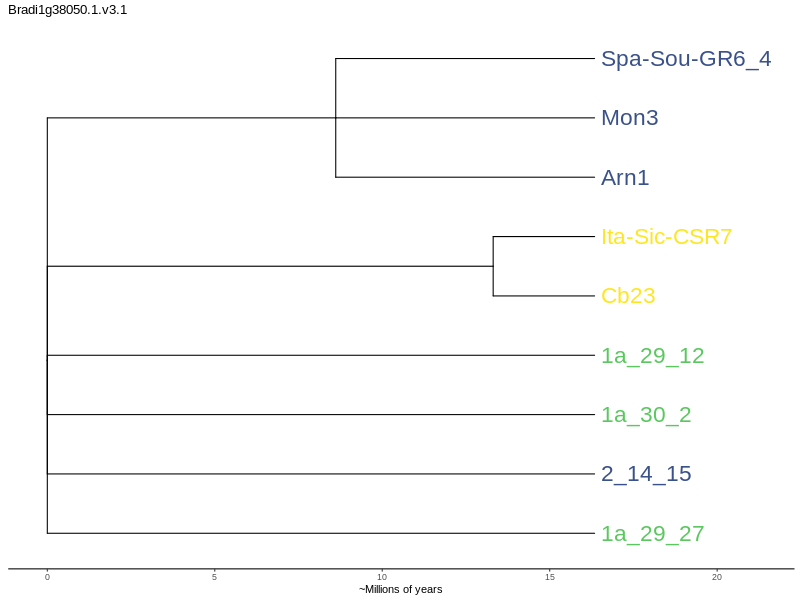 Bradi1g38050.1.v3.1
Spa-Sou-GR6_4
Mon3
Arn1
Ita-Sic-CSR7
Cb23
1a_29_12
1a_30_2
2_14_15
1a_29_27
0 5 10 15 20
~Millions of years